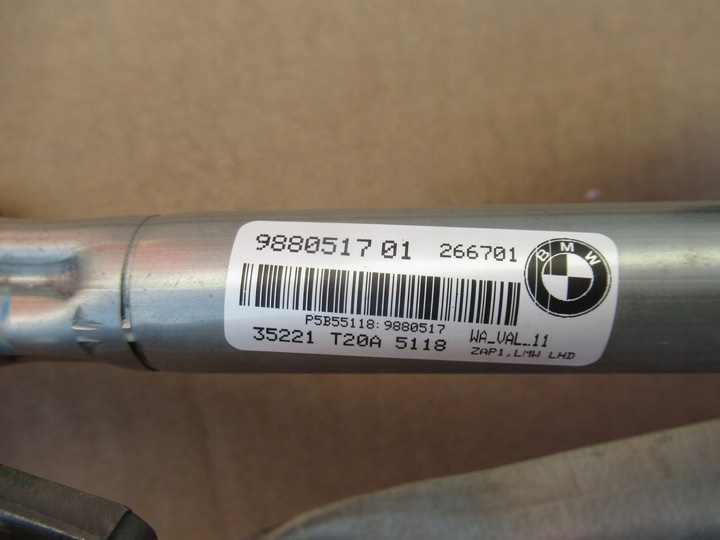 9880517 01 266701
BMW
P5B55118:9880517
35221 T20A 5118 WA_VAL_11
ZAP1,LMW LHD